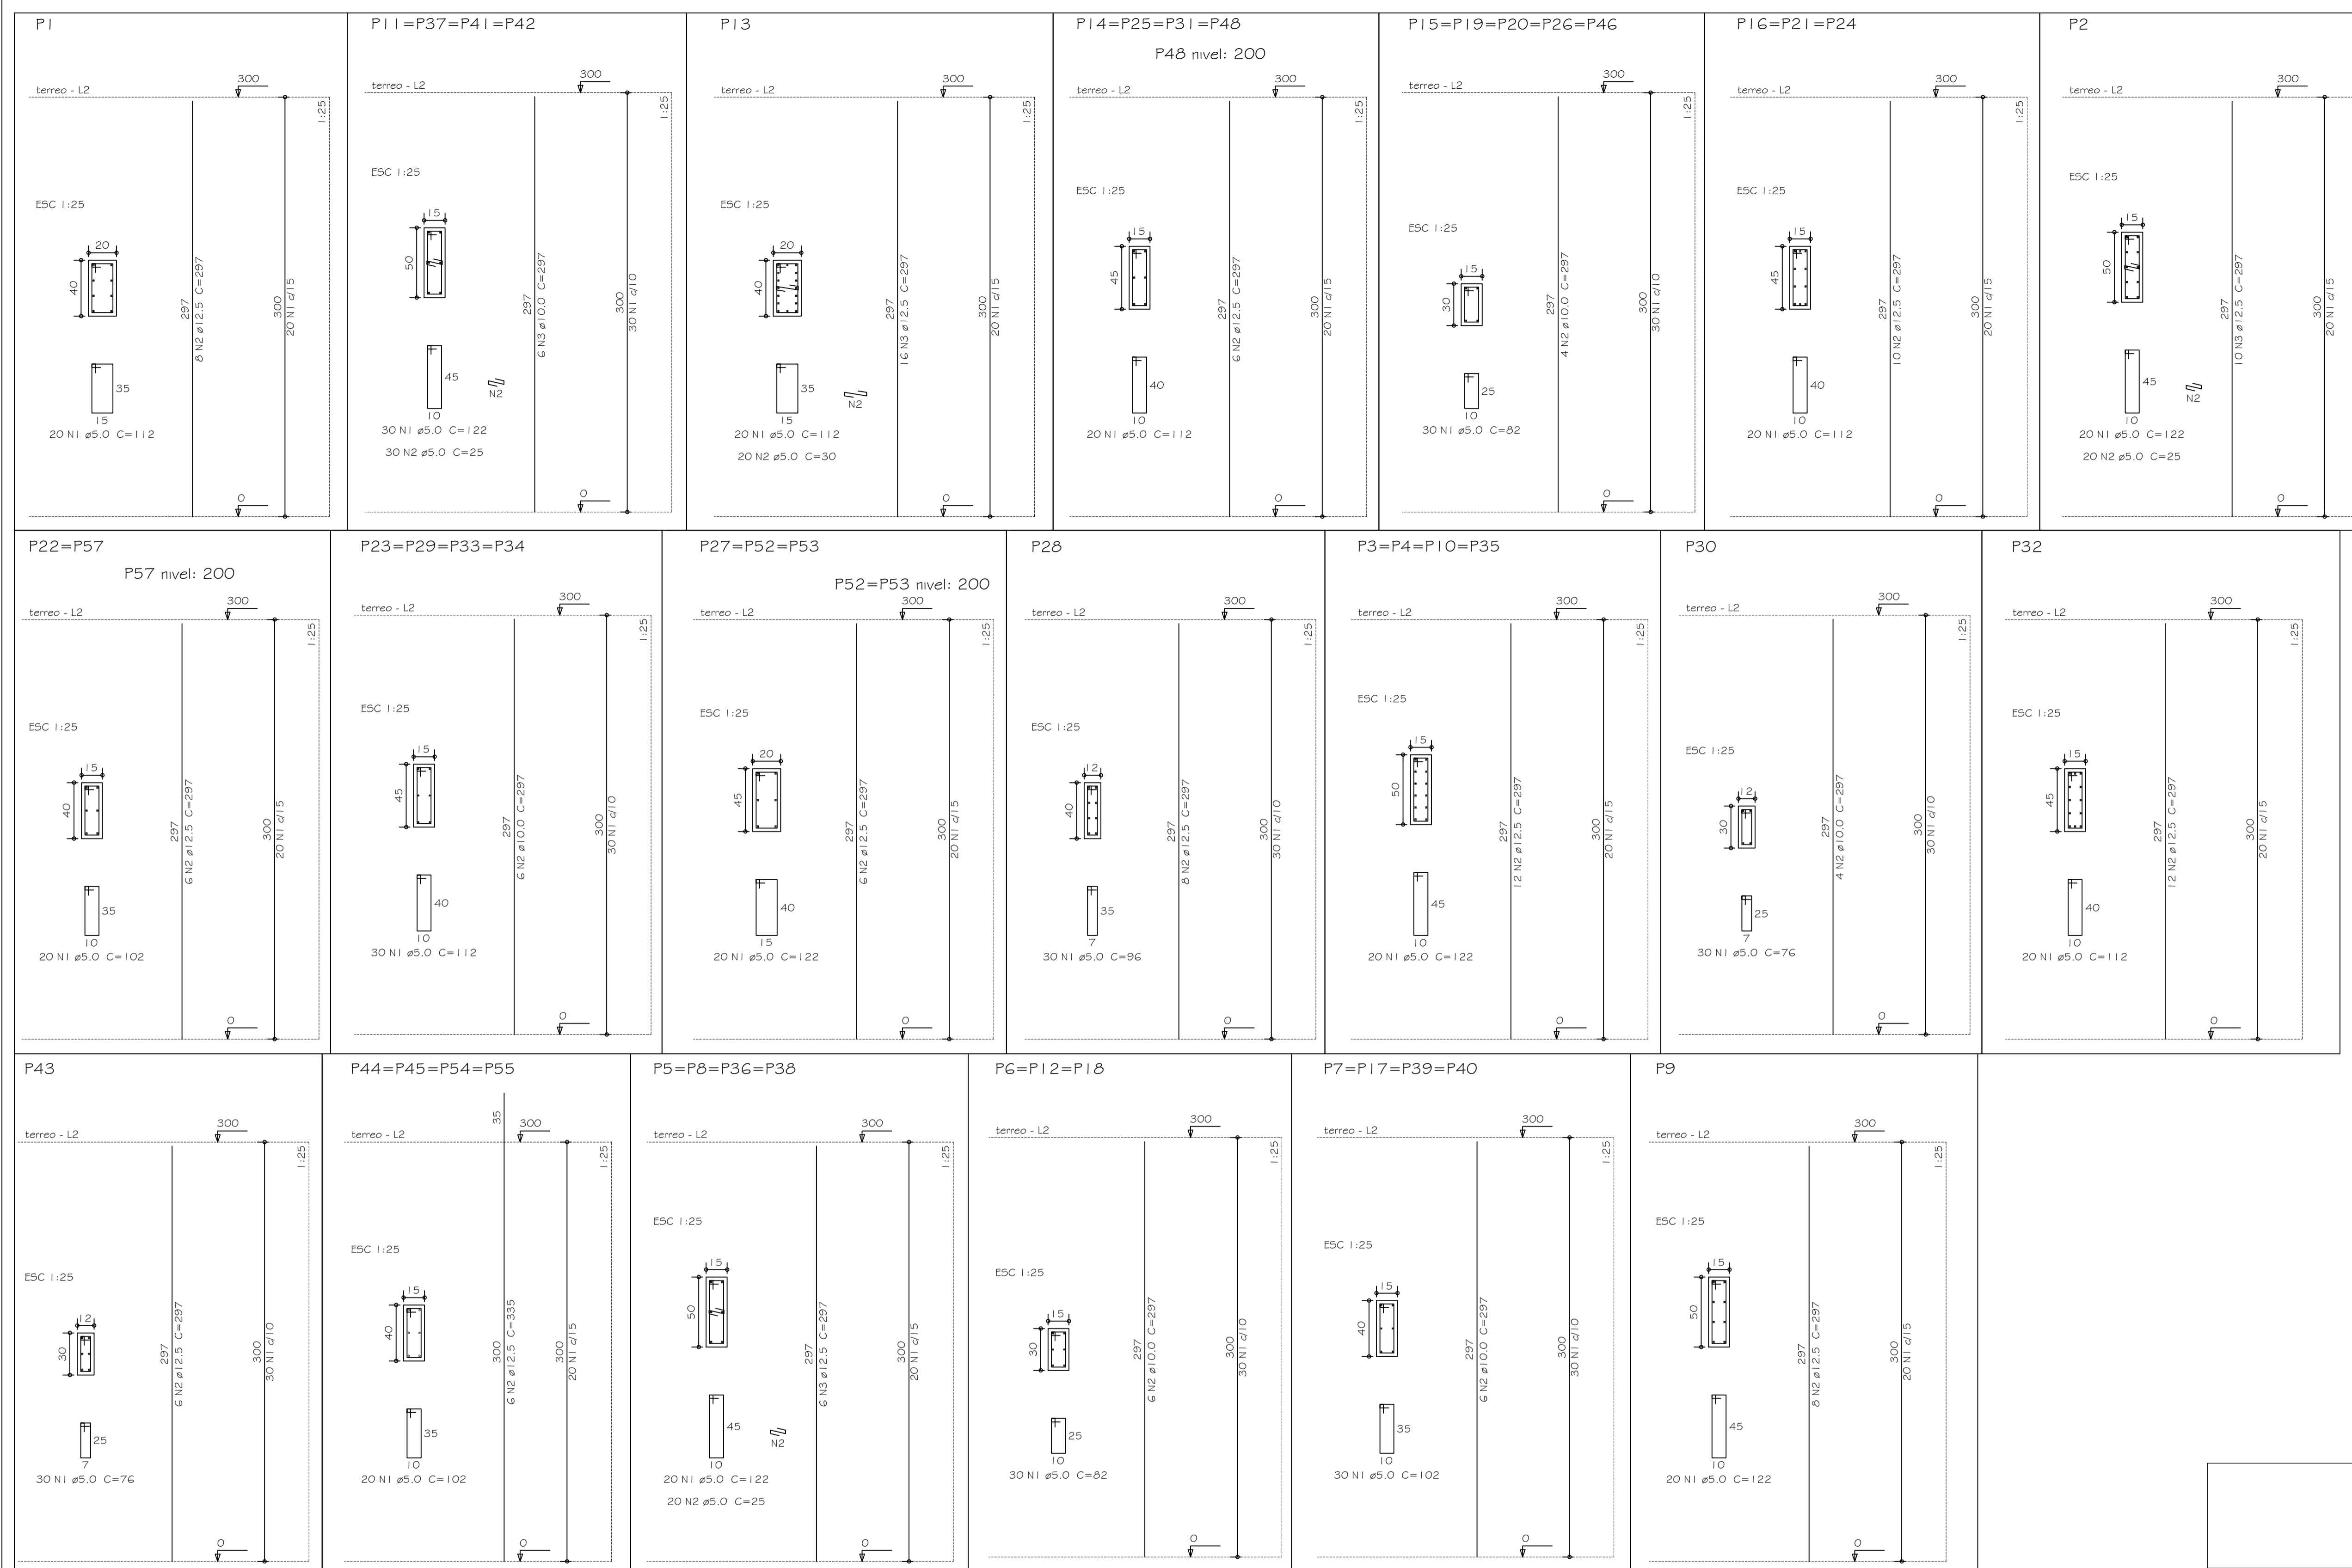 P1
terreo - L2
300
1:25
ESC 1:25
20
40
297
8 N2 ø12.5 C=297
300
20 N1 c/15
35
15
20 N1 ø5.0 C=112
0
P11=P37=P41=P42
terreo - L2
300
1:25
ESC 1:25
15
50
297
6 N3 ø10.0 C=297
300
30 N1 c/10
45
N2
10
30 N1 ø5.0 C=122
30 N2 ø5.0 C=25
0
P13
terreo - L2
300
1:25
ESC 1:25
20
40
297
16 N3 ø12.5 C=297
300
20 N1 c/15
35
N2
15
20 N1 ø5.0 C=112
20 N2 ø5.0 C=30
0
P14=P25=P31=P48
P48 nivel: 200
terreo - L2
300
1:25
ESC 1:25
15
45
297
6 N2 ø12.5 C=297
300
20 N1 c/15
40
10
20 N1 ø5.0 C=112
0
P15=P19=P20=P26=P46
terreo - L2
300
1:25
ESC 1:25
15
30
297
4 N2 ø10.0 C=297
300
30 N1 c/10
25
10
30 N1 ø5.0 C=82
0
P16=P21=P24
terreo - L2
300
1:25
ESC 1:25
15
45
297
10 N2 ø12.5 C=297
300
20 N1 c/15
40
10
20 N1 ø5.0 C=112
0
P2
terreo - L2
300
ESC 1:25
15
50
297
10 N3 ø12.5 C=297
300
20 N1 c/15
45
N2
10
20 N1 ø5.0 C=122
20 N2 ø5.0 C=25
0
P22=P57
P57 nivel: 200
terreo - L2
300
1:25
ESC 1:25
15
40
297
6 N2 ø12.5 C=297
300
20 N1 c/15
35
10
20 N1 ø5.0 C=102
0
P23=P29=P33=P34
terreo - L2
300
1:25
ESC 1:25
15
45
297
6 N2 ø10.0 C=297
300
30 N1 c/10
40
10
30 N1 ø5.0 C=112
0
P27=P52=P53
P52=P53 nivel: 200
terreo - L2
300
1:25
ESC 1:25
20
45
297
6 N2 ø12.5 C=297
300
20 N1 c/15
40
15
20 N1 ø5.0 C=122
0
P28
terreo - L2
300
1:25
ESC 1:25
12
40
297
8 N2 ø12.5 C=297
300
30 N1 c/10
35
7
30 N1 ø5.0 C=96
0
P3=P4=P10=P35
terreo - L2
300
1:25
ESC 1:25
15
50
297
12 N2 ø12.5 C=297
300
20 N1 c/15
45
10
20 N1 ø5.0 C=122
0
P30
terreo - L2
300
1:25
ESC 1:25
12
30
297
4 N2 ø10.0 C=297
300
30 N1 c/10
25
7
30 N1 ø5.0 C=76
0
P32
terreo - L2
300
1:25
ESC 1:25
15
45
297
12 N2 ø12.5 C=297
300
20 N1 c/15
40
10
20 N1 ø5.0 C=112
0
P43
terreo - L2
300
1:25
ESC 1:25
12
30
297
6 N2 ø12.5 C=297
300
30 N1 c/10
25
7
30 N1 ø5.0 C=76
0
P44=P45=P54=P55
35
terreo - L2
300
1:25
ESC 1:25
15
40
300
6 N2 ø12.5 C=335
300
20 N1 c/15
35
10
20 N1 ø5.0 C=102
0
P5=P8=P36=P38
terreo - L2
300
1:25
ESC 1:25
15
50
297
6 N3 ø12.5 C=297
300
20 N1 c/15
45
N2
10
20 N1 ø5.0 C=122
20 N2 ø5.0 C=25
0
P6=P12=P18
terreo - L2
300
1:25
ESC 1:25
15
30
297
6 N2 ø10.0 C=297
300
30 N1 c/10
25
10
30 N1 ø5.0 C=82
0
P7=P17=P39=P40
terreo - L2
300
1:25
ESC 1:25
15
40
297
6 N2 ø10.0 C=297
300
30 N1 c/10
35
10
30 N1 ø5.0 C=102
0
P9
terreo - L2
300
1:25
ESC 1:25
15
50
297
8 N2 ø12.5 C=297
300
20 N1 c/15
45
10
20 N1 ø5.0 C=122
0